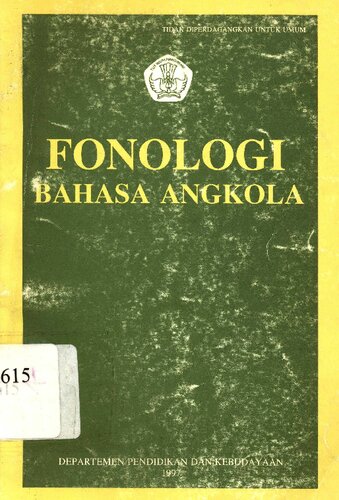 TIDAK DIPERDAGANGKAN UNTUK UMUM
FONOLOGI
BAHASA ANGKOLA
615
DEPARTEMEN PENDIDIKAN DAN KEBUDAYAAN
1997